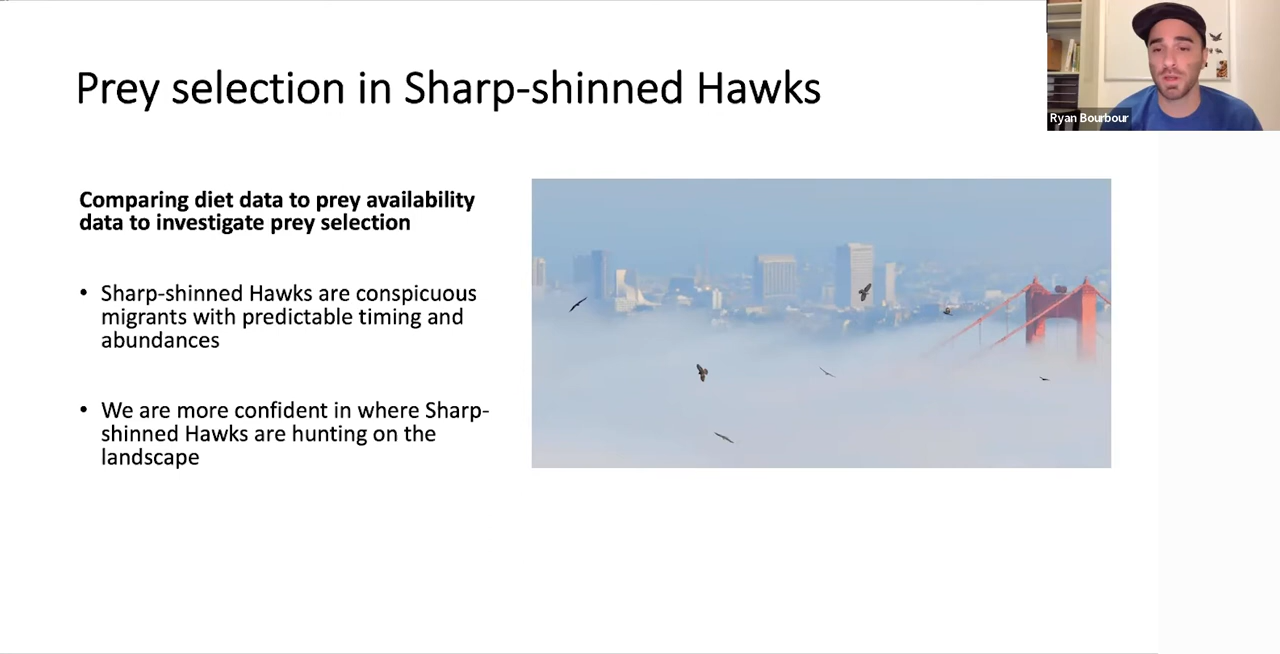 Prey selection in Sharp-shinned Hawks
Ryan Bourbour
Comparing diet data to prey availability
data to investigate prey selection
• Sharp-shinned Hawks are conspicuous
migrants with predictable timing and
abundances
• We are more confident in where Sharp-
shinned Hawks are hunting on the
landscape